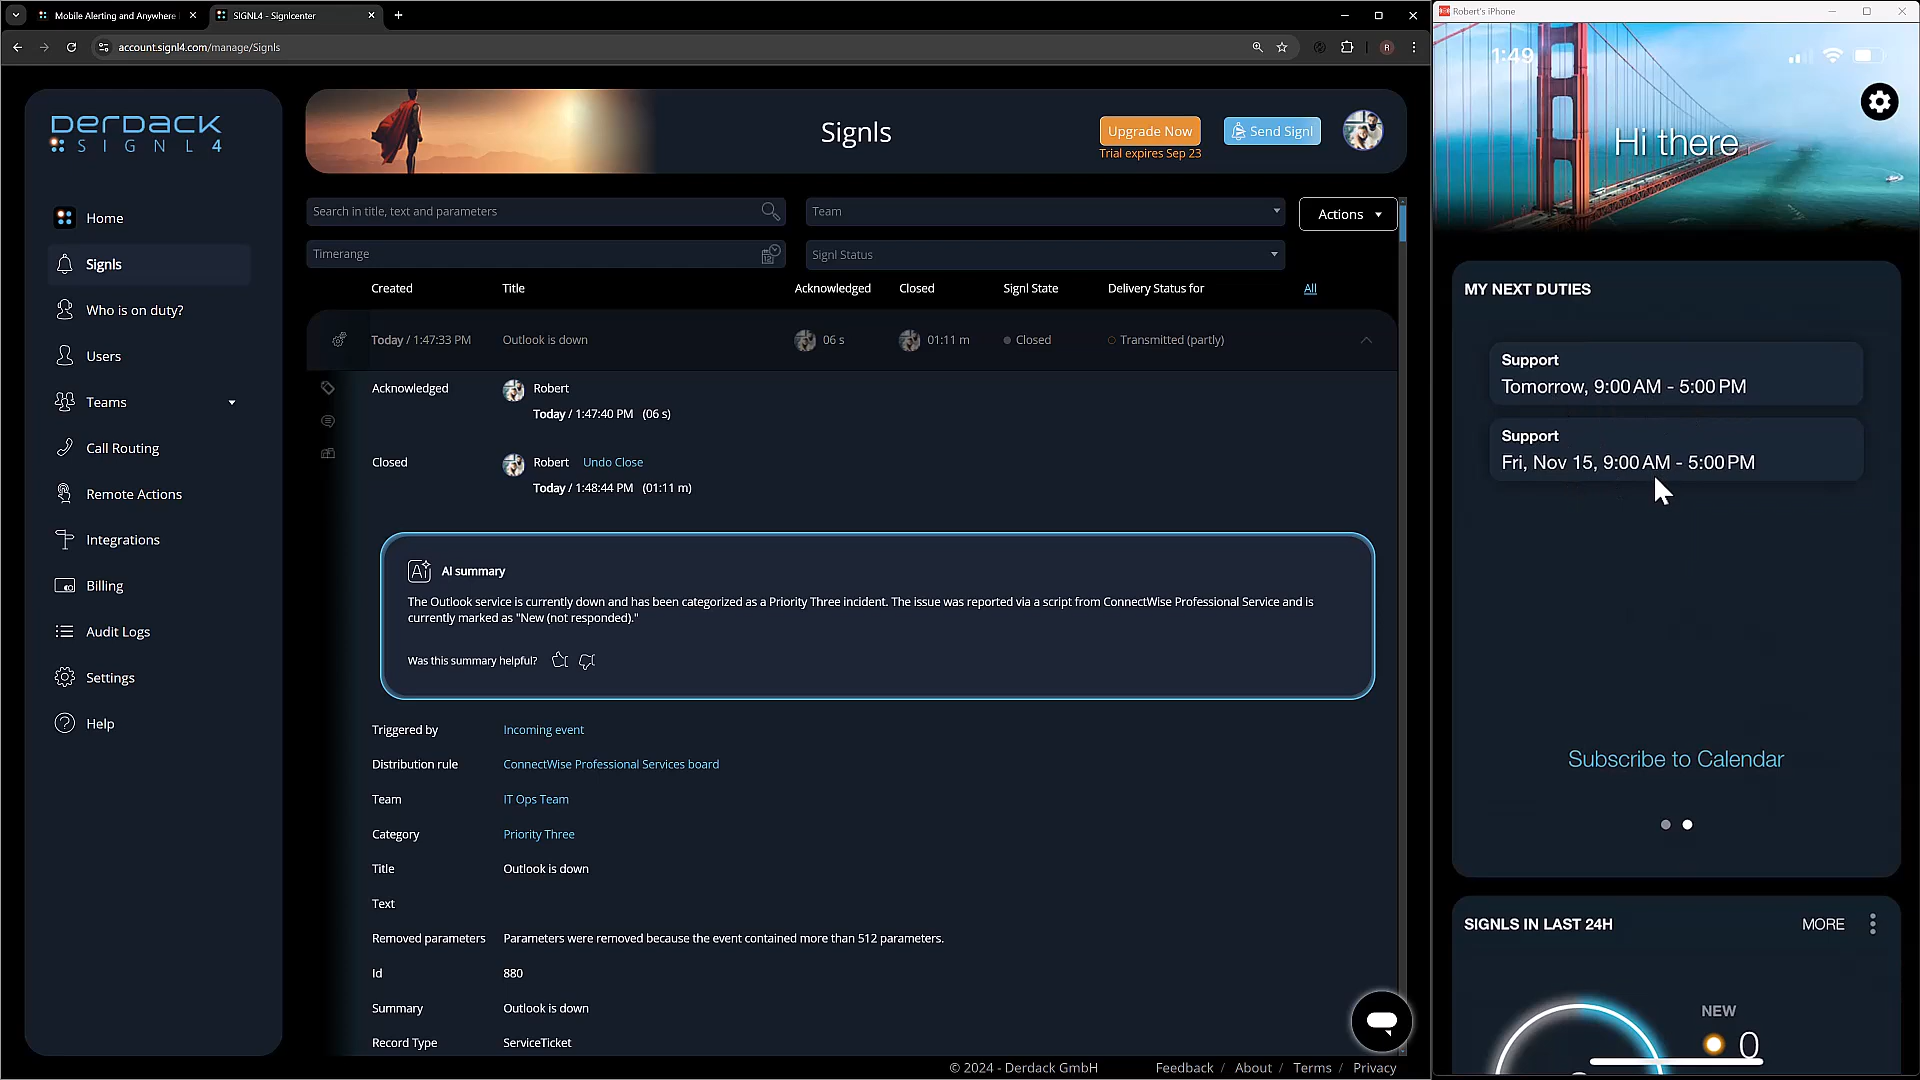 Mobile Alerting and Anywhere
SIGNL4 - Signlcenter
account.signl4.com/manage/Signls
R
DERDACK
SIGNL4
Home
Signls
Who is on duty?
Users
Teams
Call Routing
Remote Actions
Integrations
Billing
Audit Logs
Settings
Help
Signls
Upgrade Now
Trial expires Sep 23
Send Signl
Search in title, text and parameters
Team
Actions
Timerange
Signl Status
Created Title Acknowledged Closed Signl State Delivery Status for All
Today / 1:47:33 PM Outlook is down 06 s 01:11 m Closed Transmitted (partly)
Acknowledged Robert
Today / 1:47:40 PM (06 s)
Closed Robert Undo Close
Today / 1:48:44 PM (01:11 m)
AI AI summary
The Outlook service is currently down and has been categorized as a Priority Three incident. The issue was reported via a script from ConnectWise Professional Service and is
currently marked as "New (not responded)."
Was this summary helpful?
Triggered by Incoming event
Distribution rule ConnectWise Professional Services board
Team IT Ops Team
Category Priority Three
Title Outlook is down
Text
Removed parameters Parameters were removed because the event contained more than 512 parameters.
Id 880
Summary Outlook is down
Record Type ServiceTicket
© 2024 - Derdack GmbH Feedback / About / Terms / Privacy
Robert's iPhone
1:49
Hi there
MY NEXT DUTIES
Support
Tomorrow, 9:00 AM - 5:00 PM
Support
Fri, Nov 15, 9:00 AM - 5:00 PM
Subscribe to Calendar
SIGNLS IN LAST 24H MORE
NEW
0